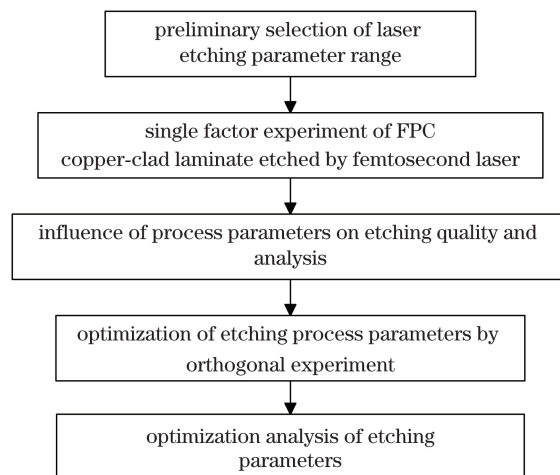 preliminary selection of laser
etching parameter range
single factor experiment of FPC
copper-clad laminate etched by femtosecond laser
influence of process parameters on etching quality and
analysis
optimization of etching process parameters by
orthogonal experiment
optimization analysis of etching
parameters